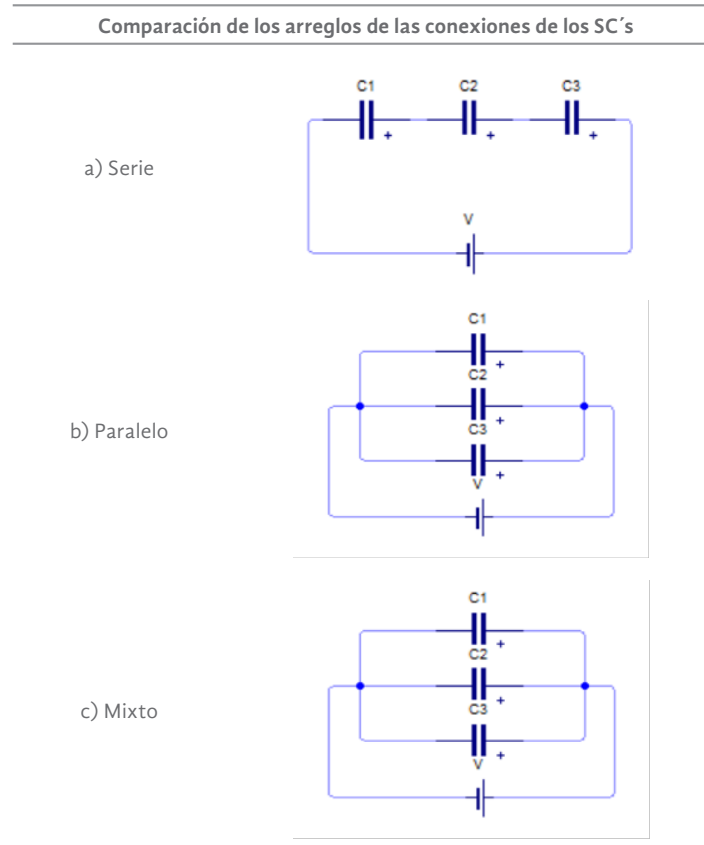 Comparación de los arreglos de las conexiones de los SC´s
C1 C2 C3
+ + +
a) Serie
V
C1
+
C2
+
b) Paralelo
C3
+
V
C1
+
C2
+
c) Mixto
C3
+
V